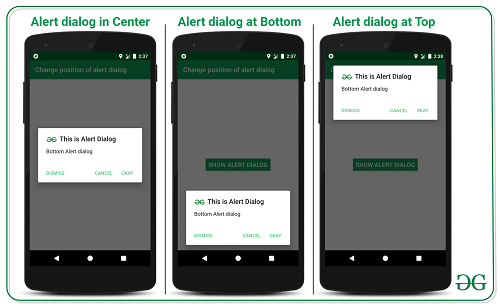 Alert dialog in Center
2:37
Change position of alert dialog
This is Alert Dialog
Bottom Alert dialog
DISMISS CANCEL OKAY
Alert dialog at Bottom
2:37
Change position of alert dialog
SHOW ALERT DIALOG
This is Alert Dialog
Bottom Alert dialog
DISMISS CANCEL OKAY
Alert dialog at Top
2:38
This is Alert Dialog
Bottom Alert dialog
DISMISS CANCEL OKAY
SHOW ALERT DIALOG